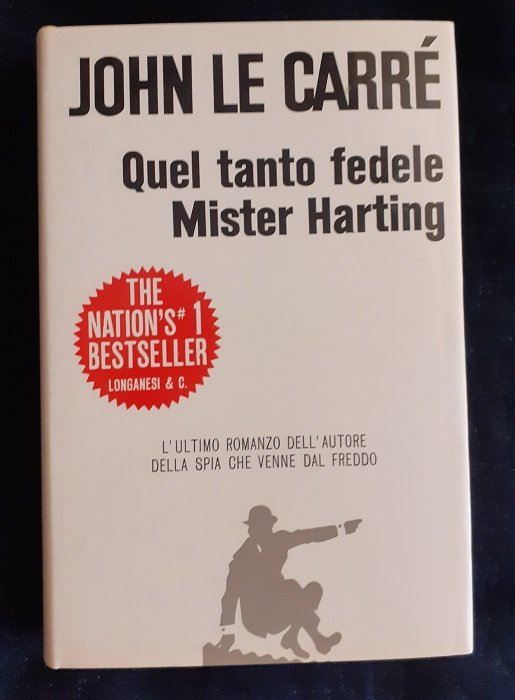 JOHN LE CARRÉ
Quel tanto fedele
Mister Harting
THE
NATION'S # 1
BESTSELLER
LONGANESI & C.
L'ULTIMO ROMANZO DELL'AUTORE
DELLA SPIA CHE VENNE DAL FREDDO